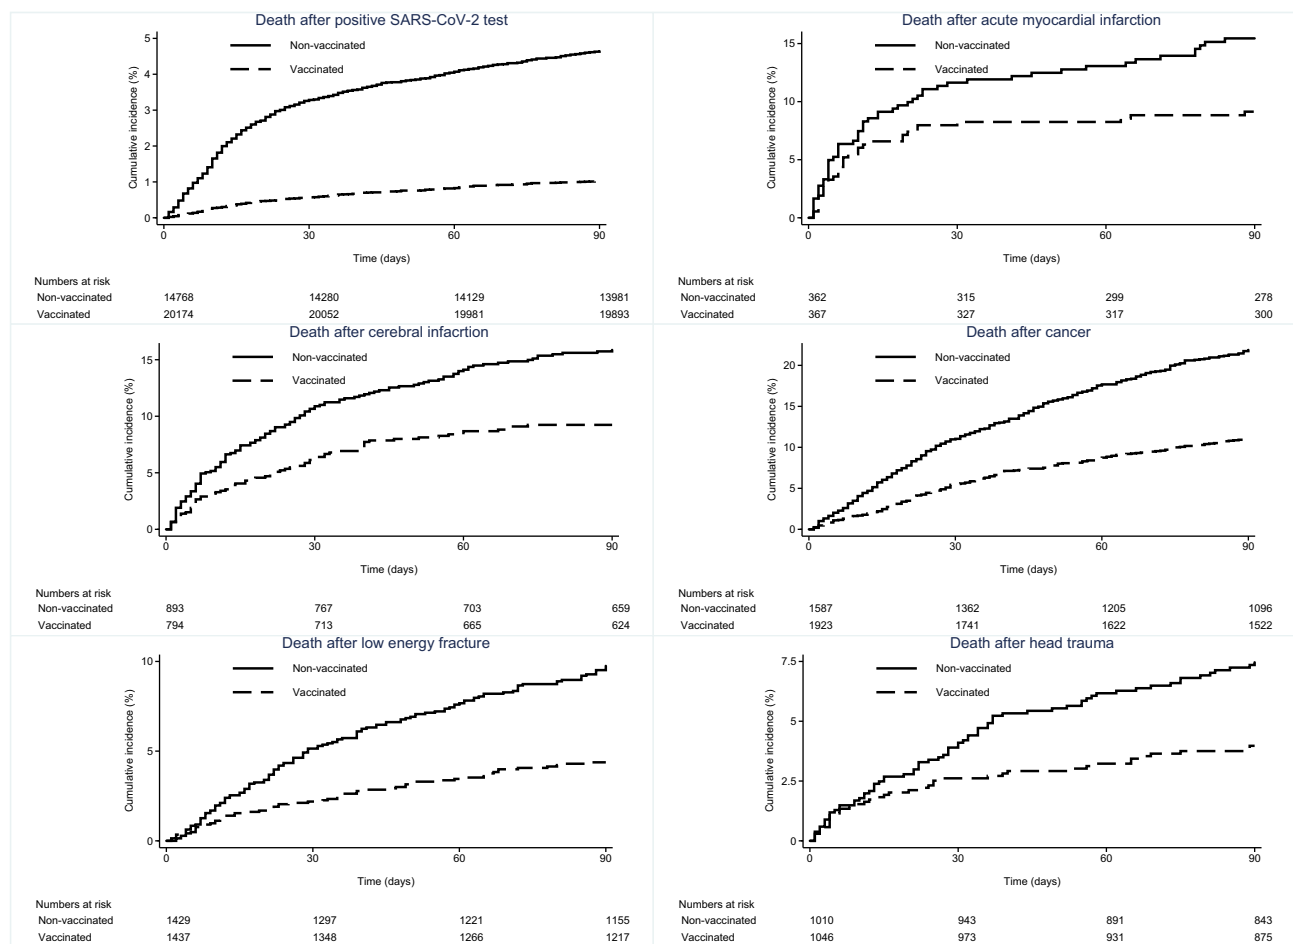 Death after positive SARS-CoV-2 test
5
4
3
2
1
0
Cumulative incidence (%)
Non-vaccinated
Vaccinated
0 30 60 90
Time (days)
Numbers at risk
Non-vaccinated 14768 14280 14129 13981
Vaccinated 20174 20052 19981 19893
Death after acute myocardial infarction
15
10
5
0
Cumulative incidence (%)
Non-vaccinated
Vaccinated
0 30 60 90
Time (days)
Numbers at risk
Non-vaccinated 362 315 299 278
Vaccinated 367 327 317 300
Death after cerebral infacrtion
15
10
5
0
Cumulative incidence (%)
Non-vaccinated
Vaccinated
0 30 60 90
Time (days)
Numbers at risk
Non-vaccinated 893 767 703 659
Vaccinated 794 713 665 624
Death after cancer
20
15
10
5
0
Cumulative incidence (%)
Non-vaccinated
Vaccinated
0 30 60 90
Time (days)
Numbers at risk
Non-vaccinated 1587 1362 1205 1096
Vaccinated 1923 1741 1622 1522
Death after low energy fracture
10
5
0
Cumulative incidence (%)
Non-vaccinated
Vaccinated
0 30 60 90
Time (days)
Numbers at risk
Non-vaccinated 1429 1297 1221 1155
Vaccinated 1437 1348 1266 1217
Death after head trauma
7.5
5
2.5
0
Cumulative incidence (%)
Non-vaccinated
Vaccinated
0 30 60 90
Time (days)
Numbers at risk
Non-vaccinated 1010 943 891 843
Vaccinated 1046 973 931 875